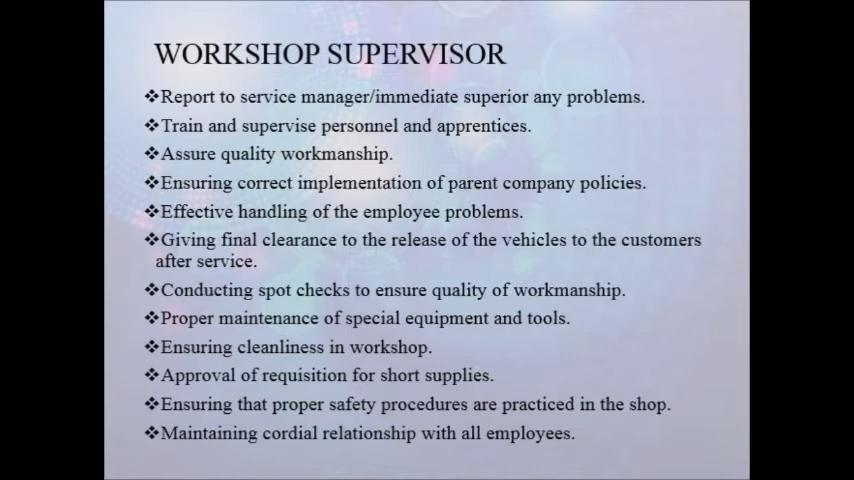 WORKSHOP SUPERVISOR
❖Report to service manager/immediate superior any problems.
❖Train and supervise personnel and apprentices.
❖Assure quality workmanship.
❖Ensuring correct implementation of parent company policies.
❖Effective handling of the employee problems.
❖Giving final clearance to the release of the vehicles to the customers
after service.
❖Conducting spot checks to ensure quality of workmanship.
❖Proper maintenance of special equipment and tools.
❖Ensuring cleanliness in workshop.
❖Approval of requisition for short supplies.
❖Ensuring that proper safety procedures are practiced in the shop.
❖Maintaining cordial relationship with all employees.